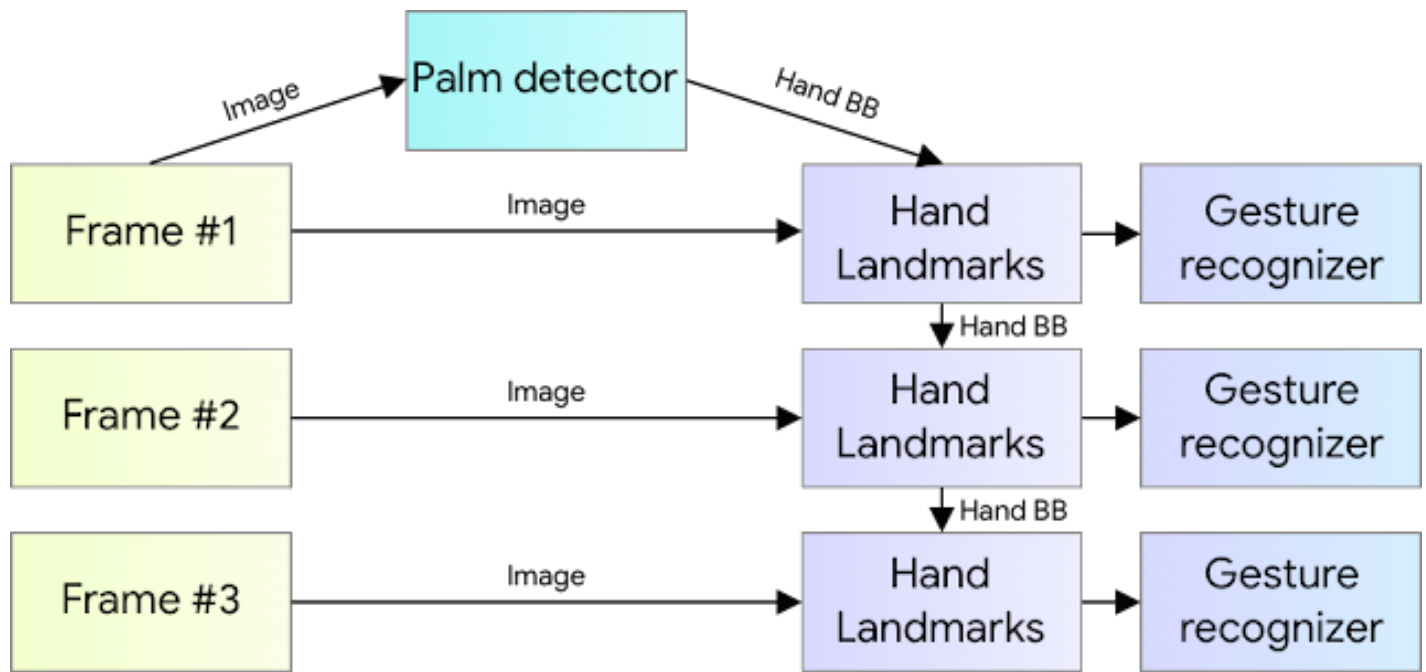 Palm detector
Image
Hand BB
Frame #1
Image
Hand
Landmarks
Gesture
recognizer
Hand BB
Frame #2
Image
Hand
Landmarks
Gesture
recognizer
Hand BB
Frame #3
Image
Hand
Landmarks
Gesture
recognizer